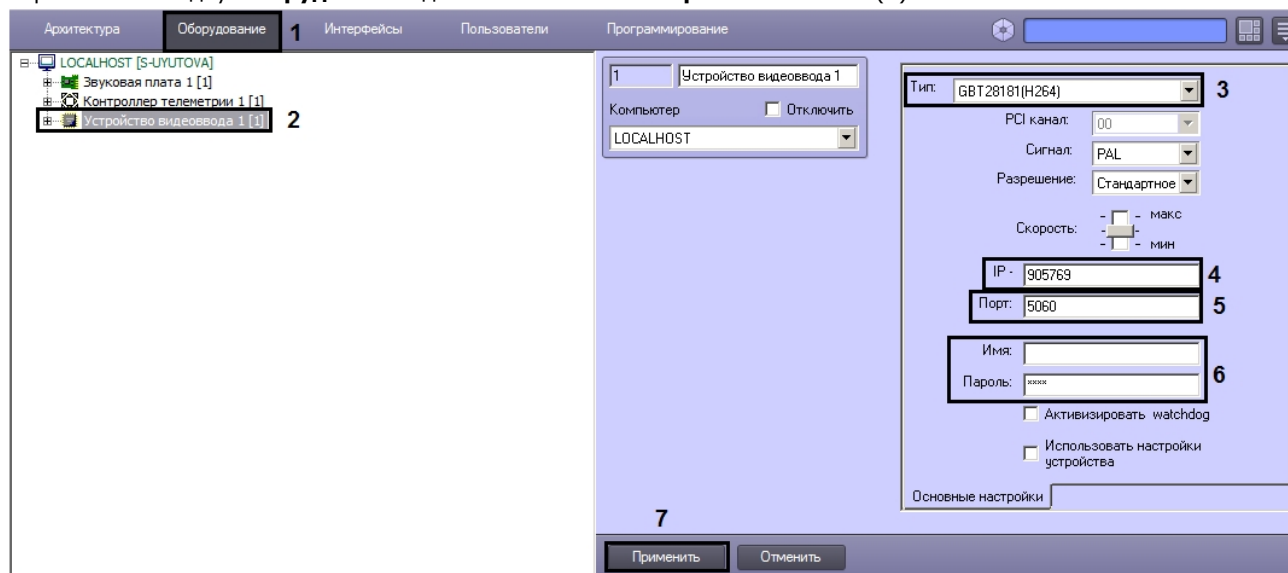 Архитектура Оборудование 1 Интерфейсы Пользователи Программирование
LOCALHOST [S-UYUTOVA]
Звуковая плата 1 [1]
Контроллер телеметрии 1 [1]
Устройство видеоввода 1 [1] 2
1 Устройство видеоввода 1
Компьютер Отключить
LOCALHOST
Тип: GBT28181(H264) 3
PCI канал: 00
Сигнал: PAL
Разрешение: Стандартное
- - макс
Скорость: - -
- - мин
IP - 905769 4
Порт: 5060 5
Имя:
Пароль: xxxx 6
Активизировать watchdog
Использовать настройки
устройства
Основные настройки
7
Применить Отменить